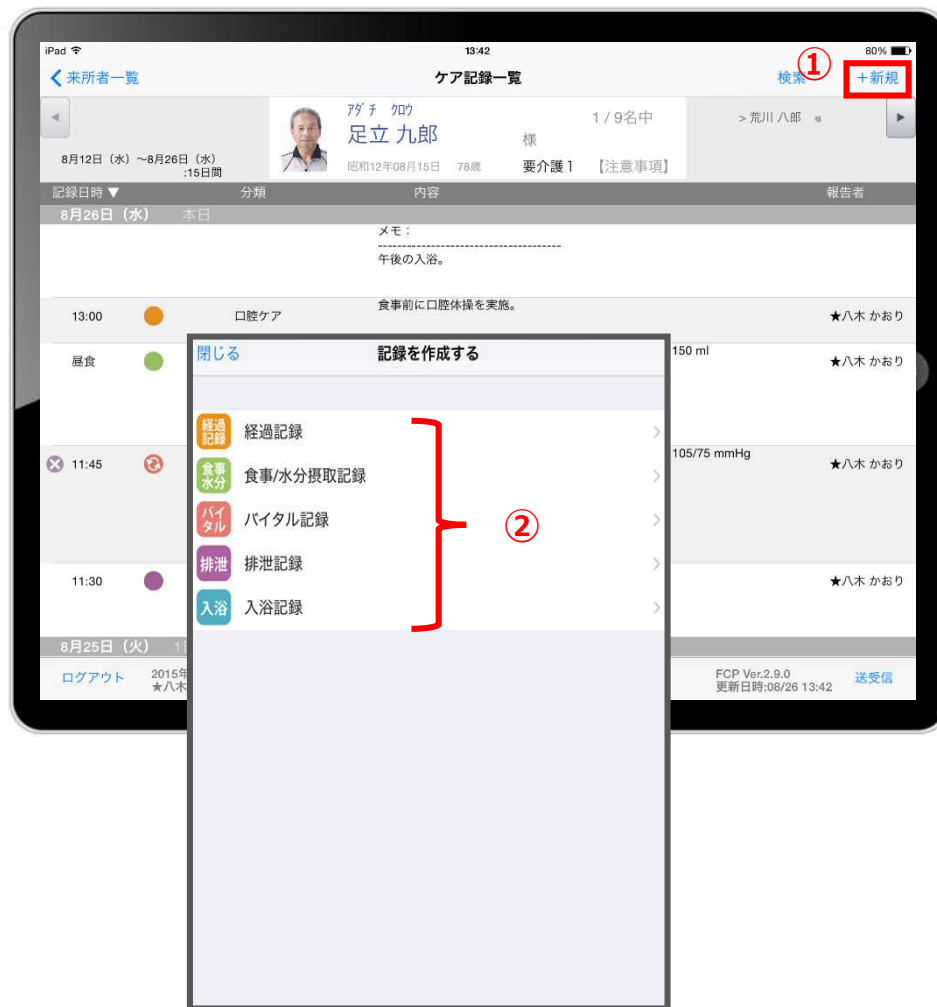 iPad 13:42 80%
来所者一覧 ケア記録一覧 検索 ① +新規
アダチ クロウ
足立 九郎 様 1 / 9名中 > 荒川 八郎 様
8月12日（水）～8月26日（水）
:15日間
昭和12年08月15日 78歳 要介護 1 【注意事項】
記録日時 ▼ 分類 内容 報告者
8月26日（水） 本日
メモ：
--------------------------------------
午後の入浴。
13:00 口腔ケア 食事前に口腔体操を実施。 ★八木 かおり
昼食 150 ml ★八木 かおり
11:45 105/75 mmHg ★八木 かおり
11:30 ★八木 かおり
8月25日（火） 1
ログアウト 2015年
★八木
FCP Ver.2.9.0
更新日時:08/26 13:42 送受信
閉じる 記録を作成する
経過記録 経過記録
食事水分 食事/水分摂取記録
バイタル バイタル記録
②
排泄 排泄記録
入浴 入浴記録